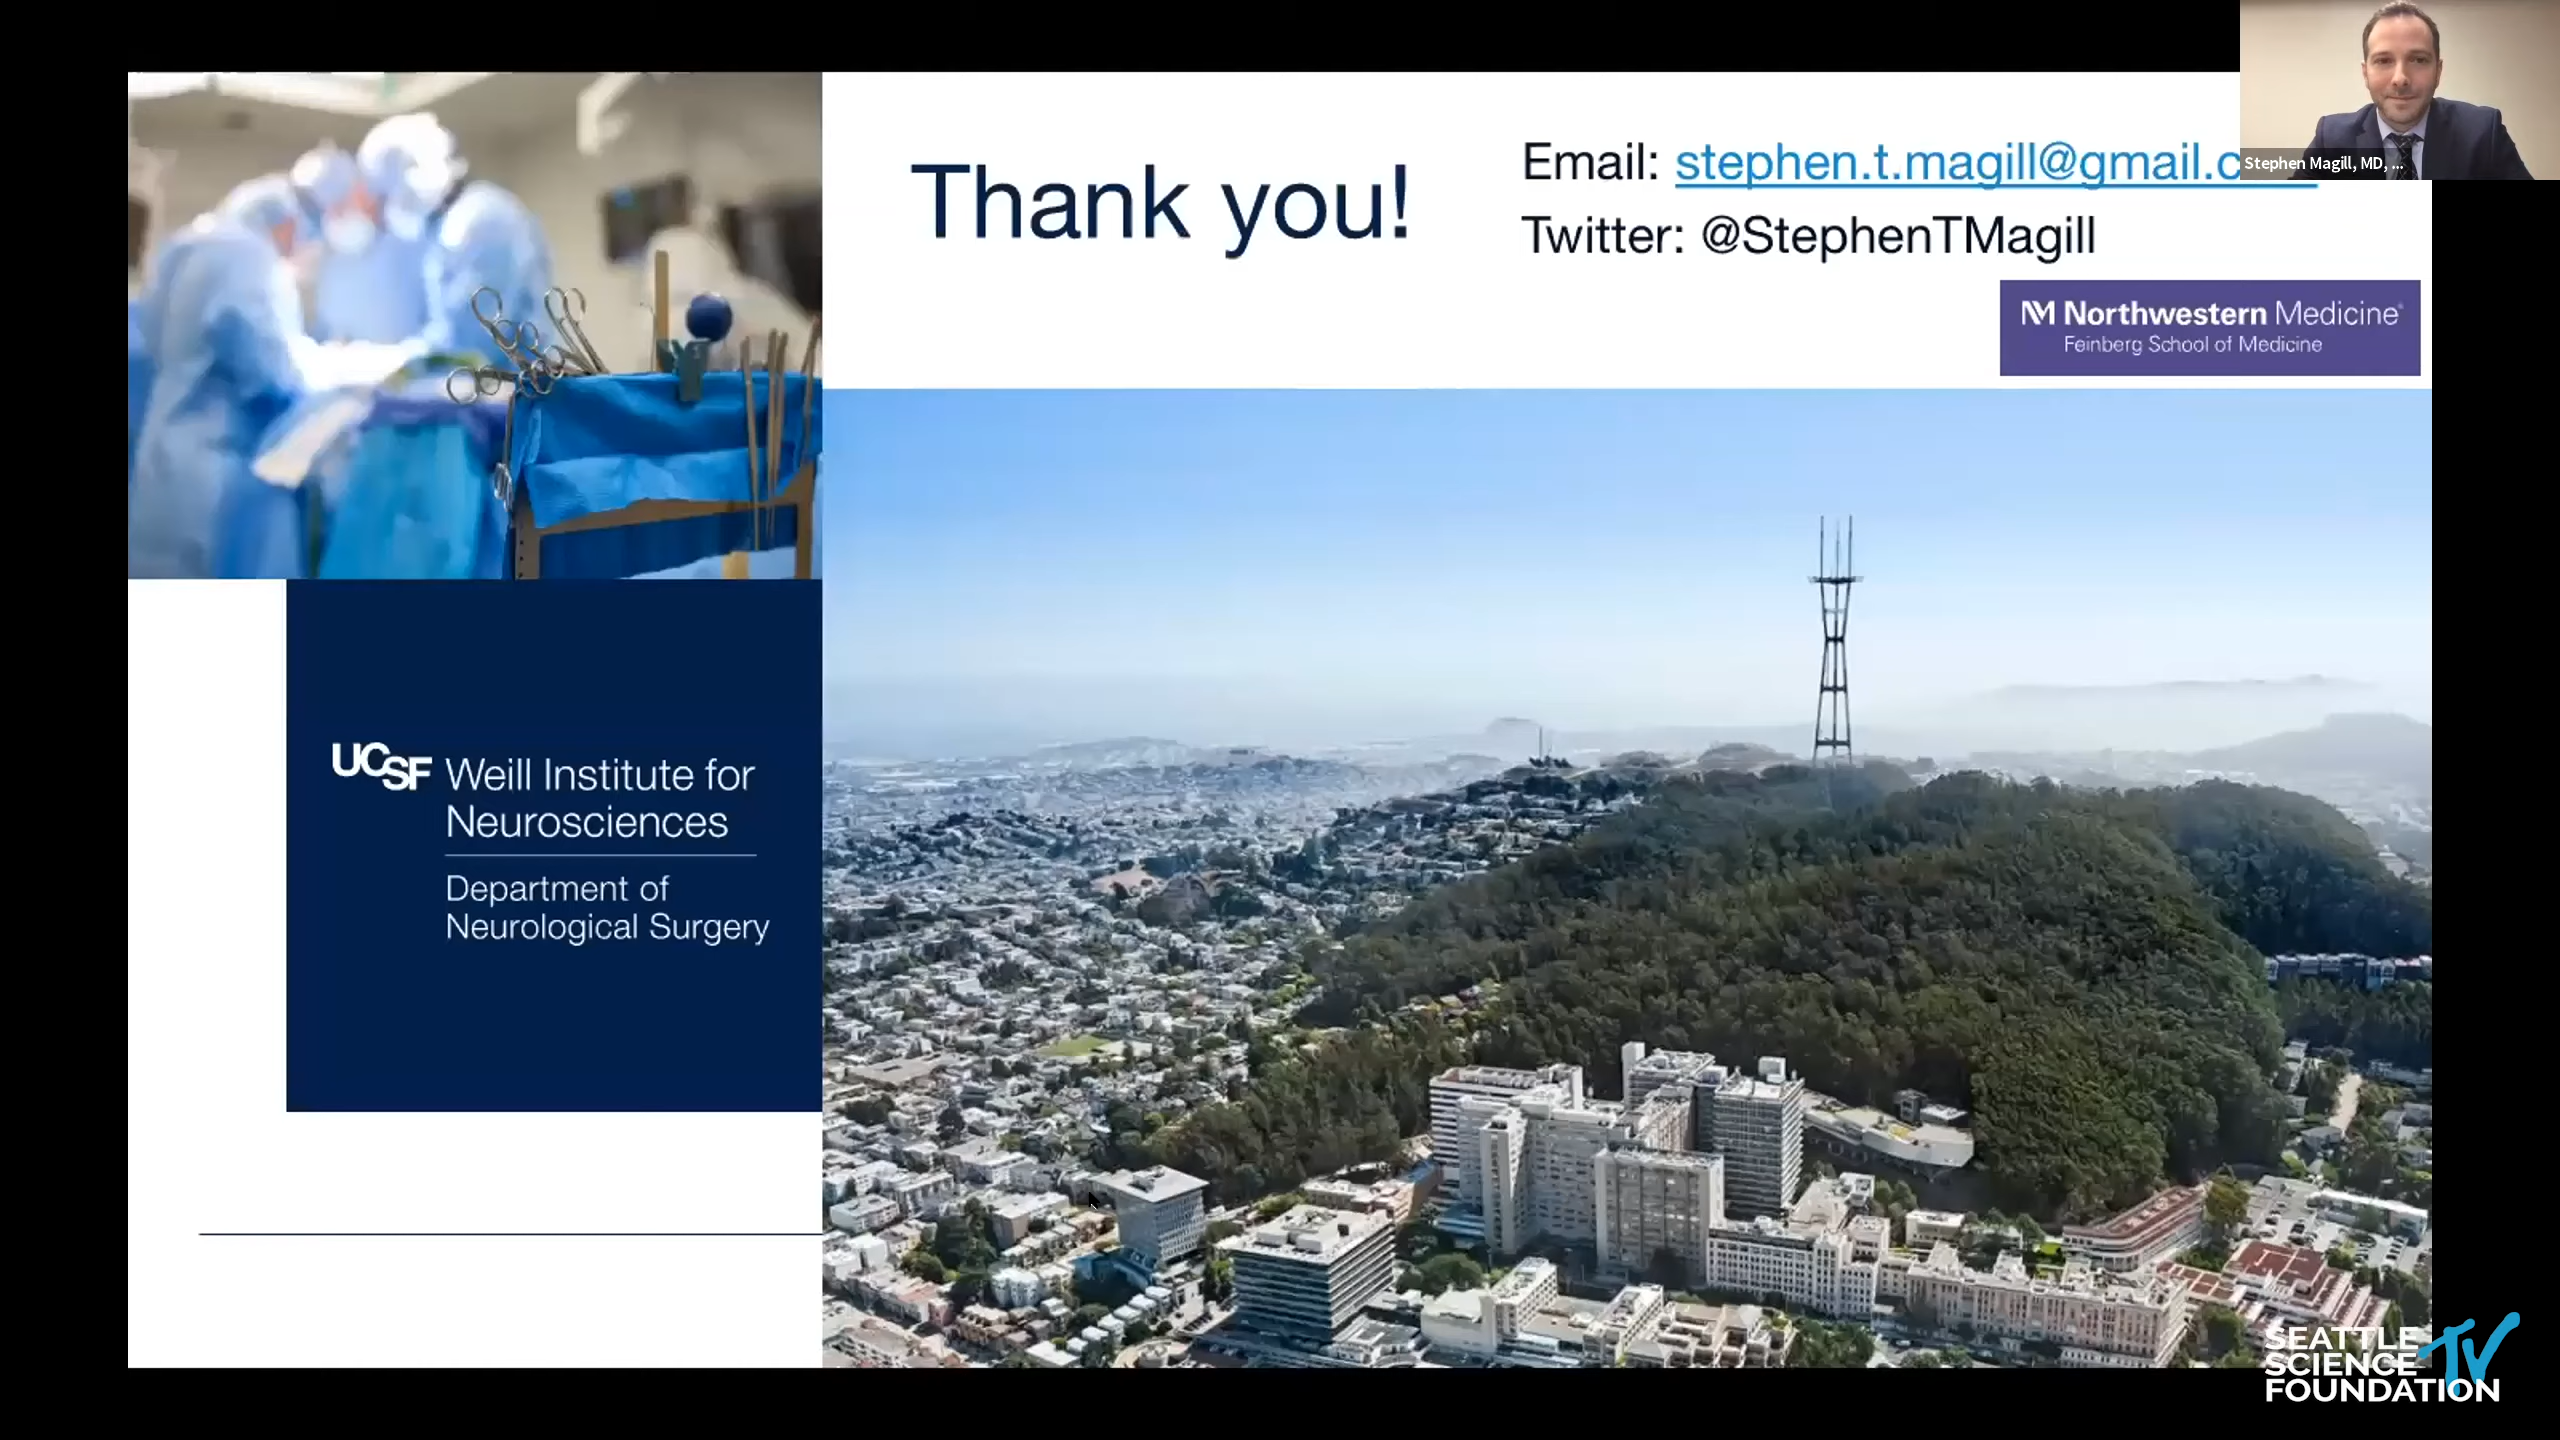 Thank you!
Email: stephen.t.magill@gmail.c
Twitter: @StephenTMagill
Stephen Magill, MD, ...
NM Northwestern Medicine®
Feinberg School of Medicine
UCSF Weill Institute for
Neurosciences
Department of
Neurological Surgery
SEATTLE
SCIENCE TV
FOUNDATION